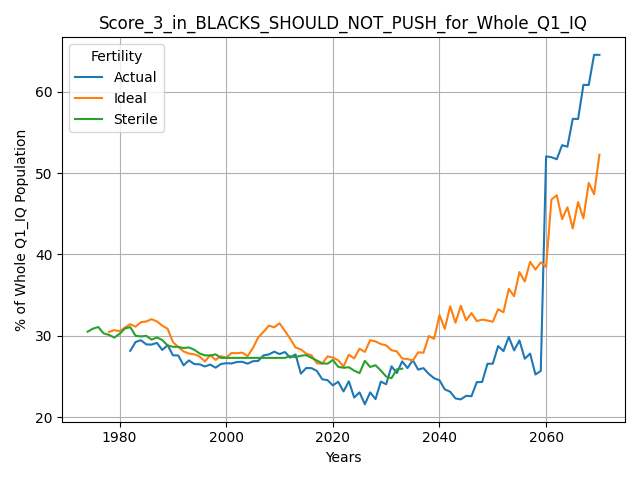 Score_3_in_BLACKS_SHOULD_NOT_PUSH_for_Whole_Q1_IQ
Fertility
Actual
Ideal
Sterile
% of Whole Q1_IQ Population
60
50
40
30
20
1980
2000
2020
2040
2060
Years